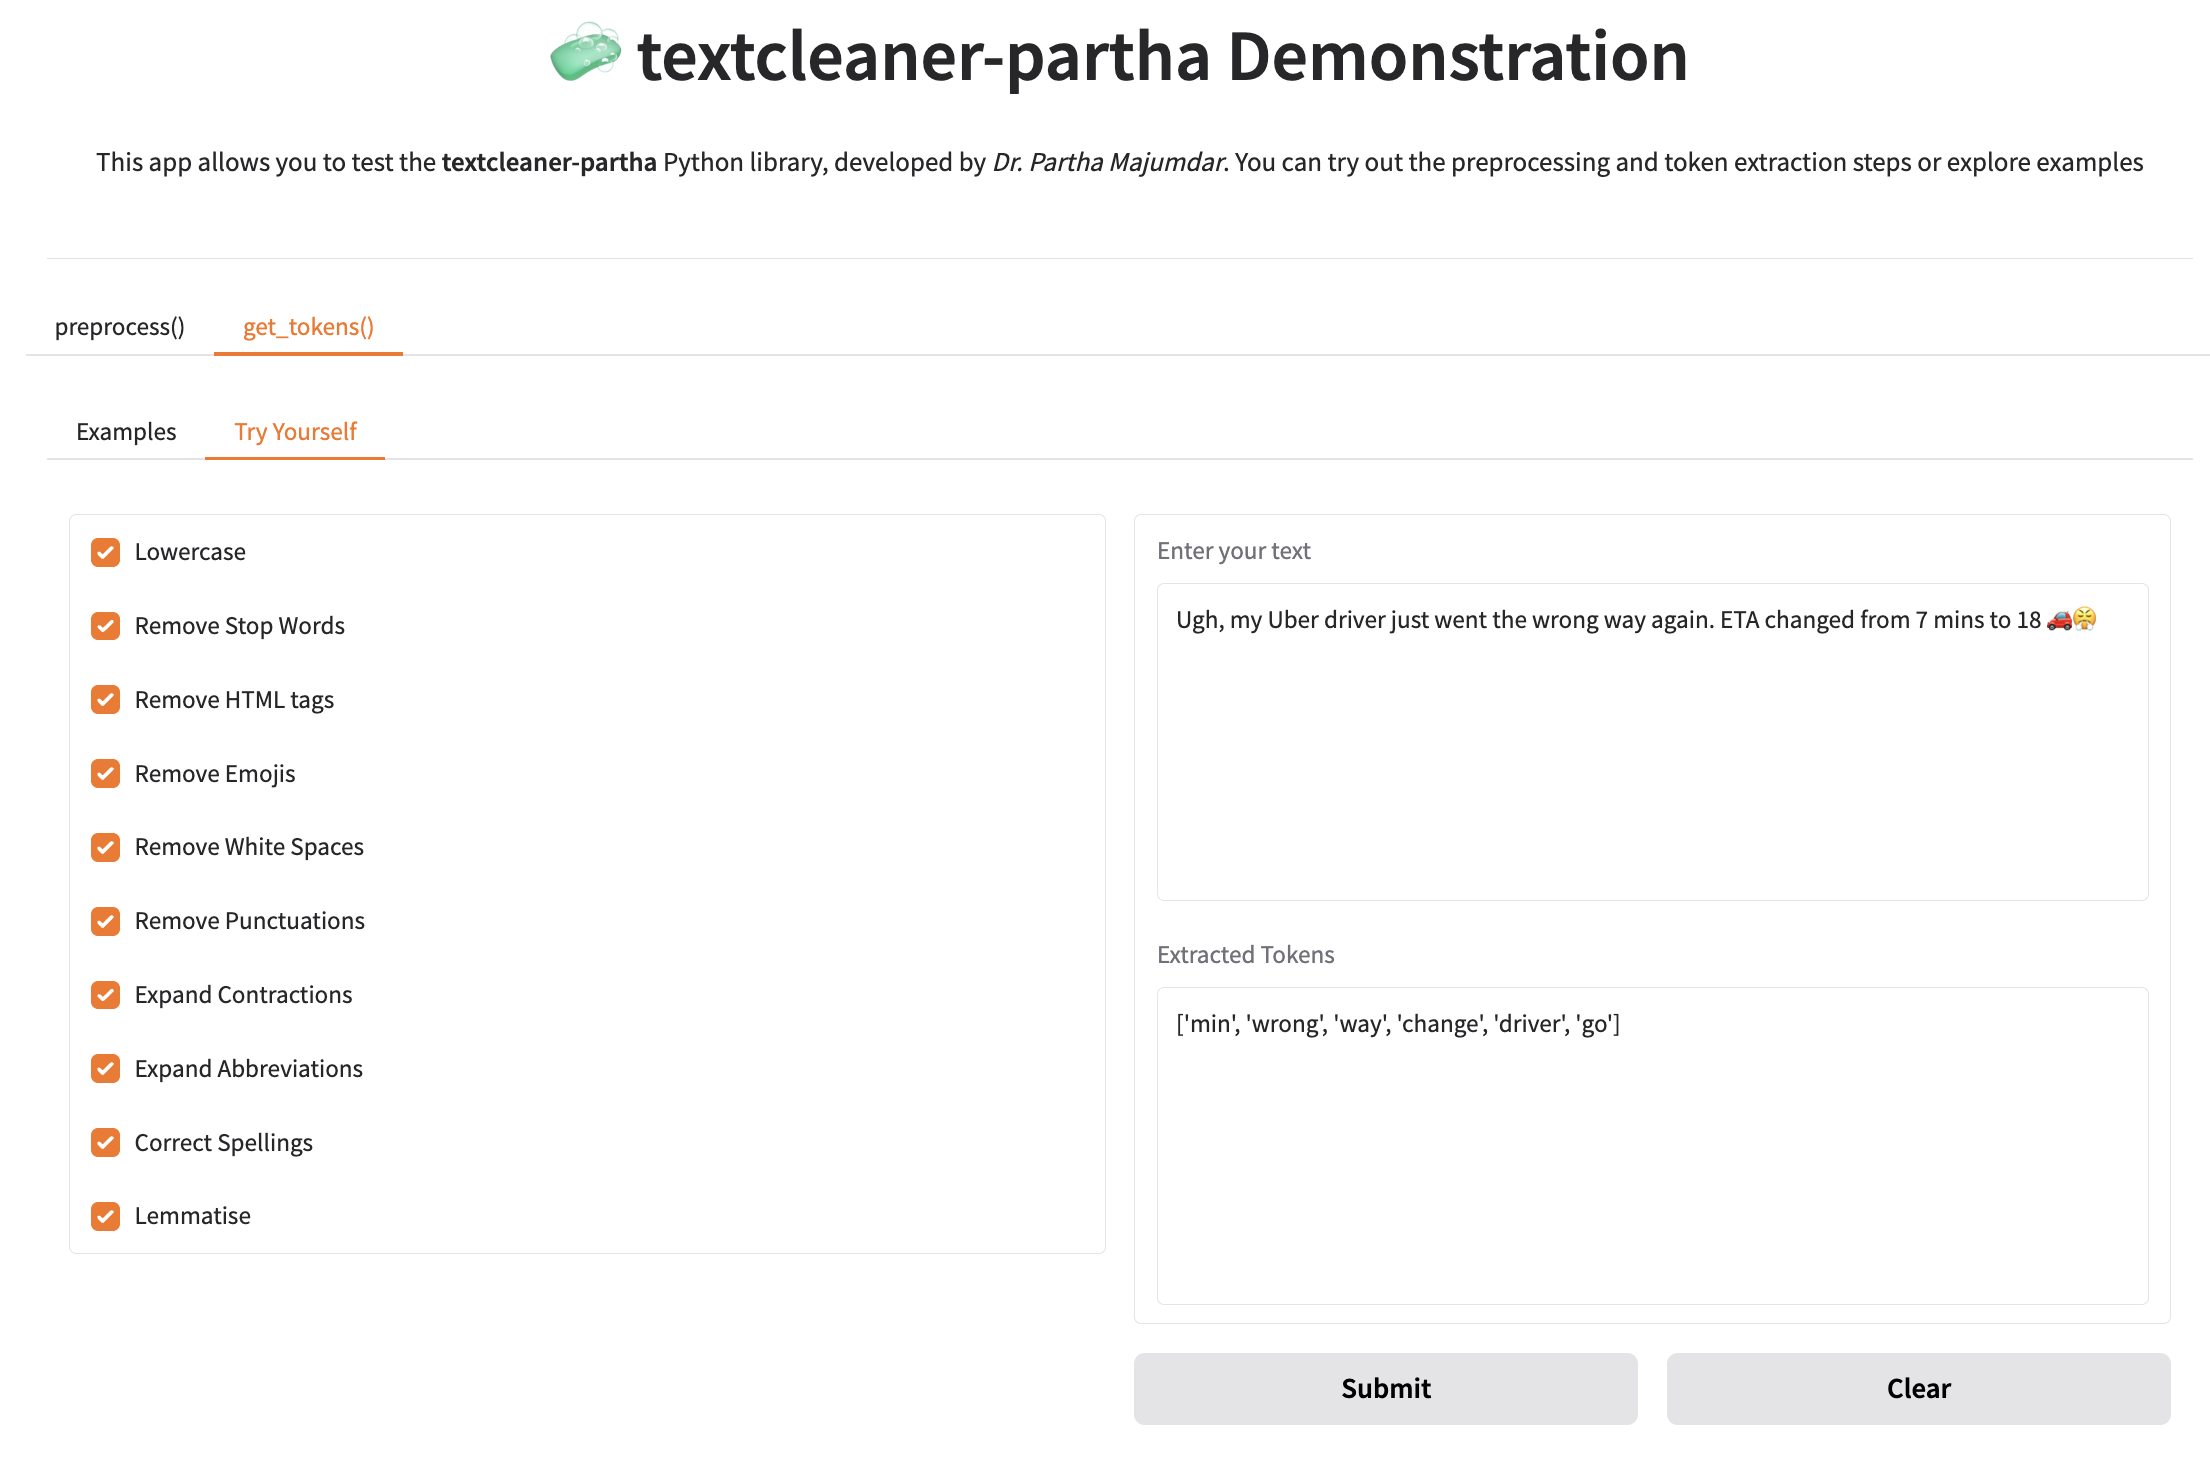 textcleaner-partha Demonstration
This app allows you to test the textcleaner-partha Python library, developed by Dr. Partha Majumdar. You can try out the preprocessing and token extraction steps or explore examples
preprocess() get_tokens()
Examples Try Yourself
Lowercase
Remove Stop Words
Remove HTML tags
Remove Emojis
Remove White Spaces
Remove Punctuations
Expand Contractions
Expand Abbreviations
Correct Spellings
Lemmatise
Enter your text
Ugh, my Uber driver just went the wrong way again. ETA changed from 7 mins to 18 🚗😤
Extracted Tokens
['min', 'wrong', 'way', 'change', 'driver', 'go']
Submit Clear